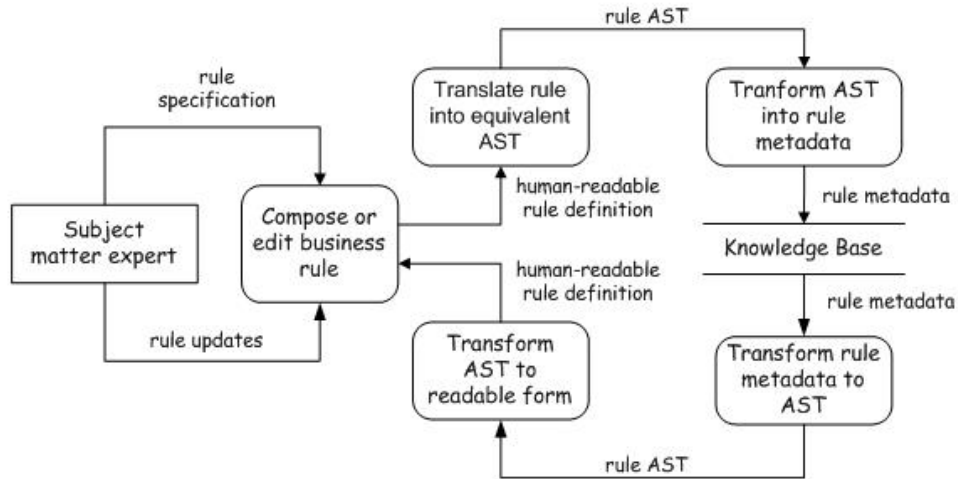 rule AST
rule
specification
Translate rule
into equivalent
AST
Tranform AST
into rule
metadata
human-readable
rule definition
rule metadata
Subject
matter expert
Compose or
edit business
rule
Knowledge Base
human-readable
rule definition
rule metadata
rule updates
Transform
AST to
readable form
Transform rule
metadata to
AST
rule AST